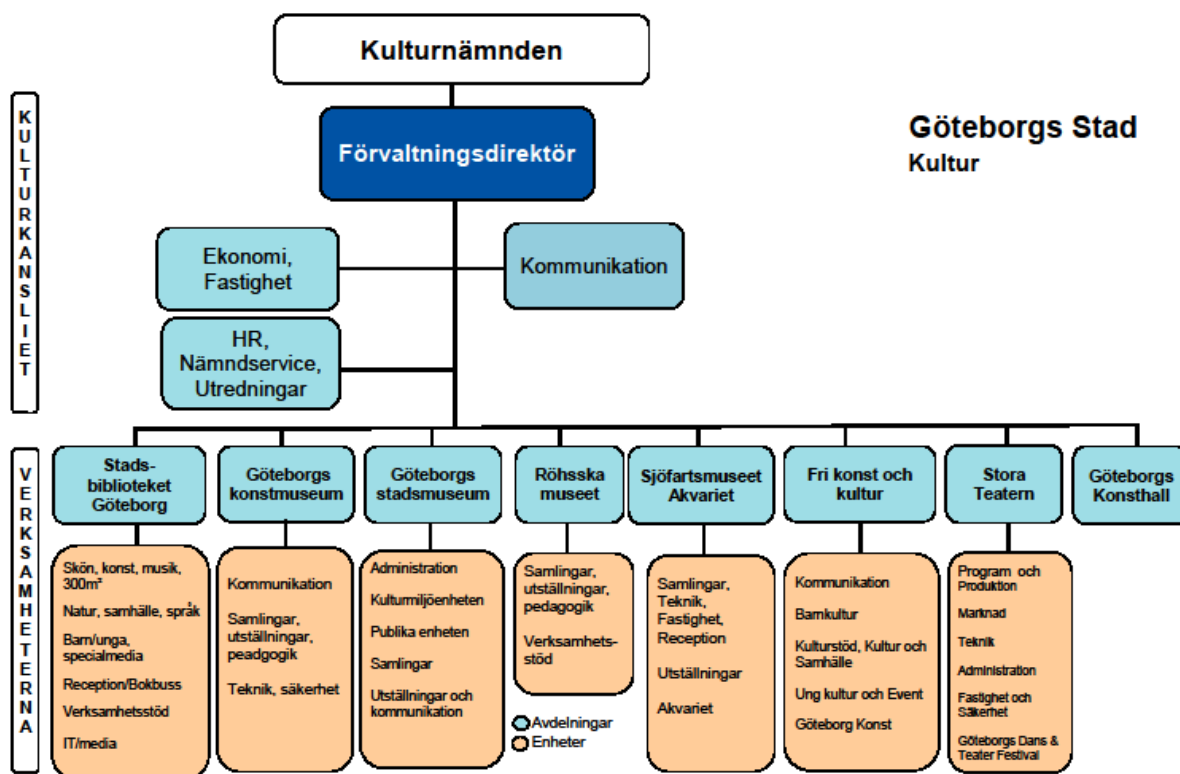 Kulturnämnden
Göteborgs Stad
Kultur
KULTURKANSLIET
Förvaltningsdirektör
Ekonomi,
Fastighet
Kommunikation
HR,
Nämndservice,
Utredningar
VERKSAMHETERNA
Stads-
biblioteket
Göteborg
Göteborgs
konstmuseum
Göteborgs
stadsmuseum
Röhsska
museet
Sjöfartsmuseet
Akvariet
Fri konst och
kultur
Stora
Teatern
Göteborgs
Konsthall
Skön, konst, musik,
300m²
Natur, samhälle, språk
Barn/unga,
specialmedia
Reception/Bokbuss
Verksamhetsstöd
IT/media
Kommunikation
Samlingar,
utställningar,
peadgogik
Teknik, säkerhet
Administration
Kulturmiljöenheten
Publika enheten
Samlingar
Utställningar och
kommunikation
Samlingar,
utställningar,
pedagogik
Verksamhets-
stöd
Avdelningar
Enheter
Samlingar,
Teknik,
Fastighet,
Reception
Utställningar
Akvariet
Kommunikation
Barnkultur
Kulturstöd, Kultur och
Samhälle
Ung kultur och Event
Göteborg Konst
Program och
Produktion
Marknad
Teknik
Administration
Fastighet och
Säkerhet
Göteborgs Dans &
Teater Festival